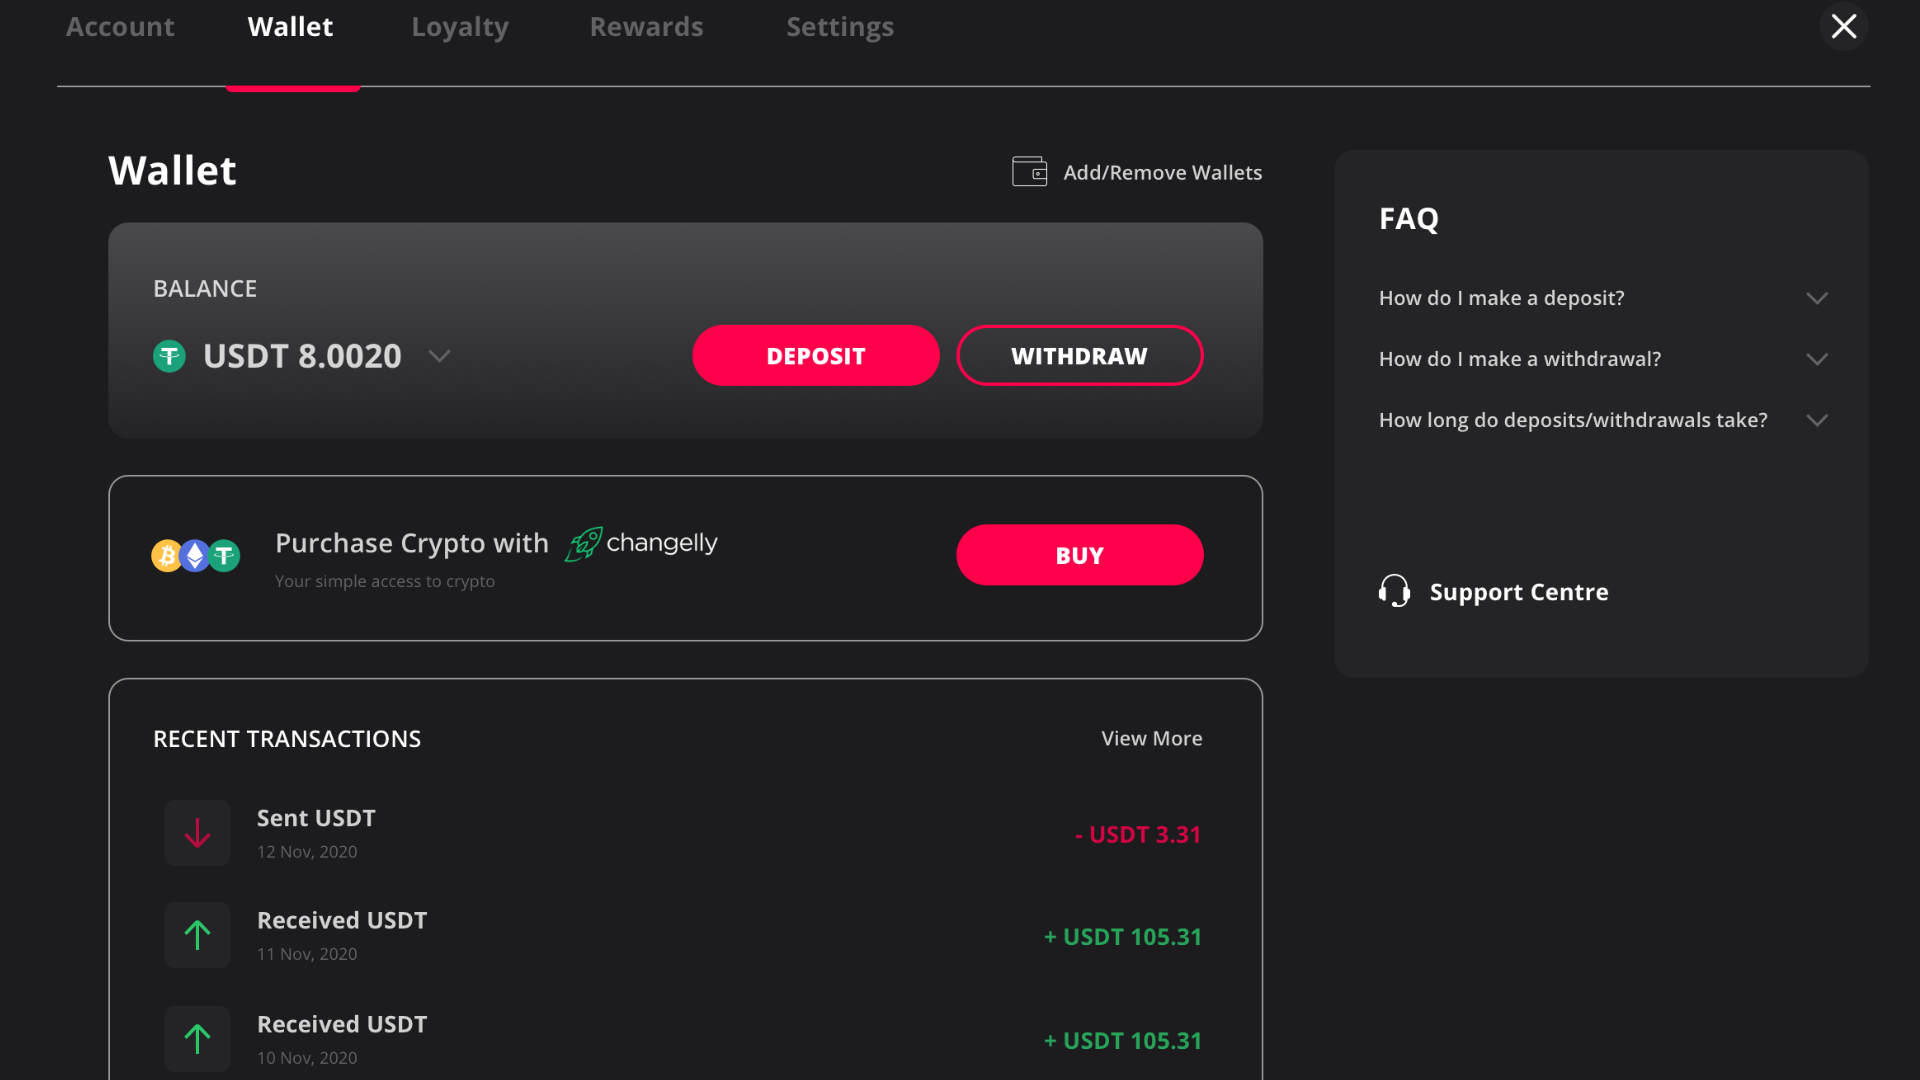 Account Wallet Loyalty Rewards Settings
Wallet
Add/Remove Wallets
BALANCE
USDT 8.0020
DEPOSIT
WITHDRAW
Purchase Crypto with changelly
Your simple access to crypto
BUY
RECENT TRANSACTIONS
View More
Sent USDT
12 Nov, 2020
- USDT 3.31
Received USDT
11 Nov, 2020
+ USDT 105.31
Received USDT
10 Nov, 2020
+ USDT 105.31
FAQ
How do I make a deposit?
How do I make a withdrawal?
How long do deposits/withdrawals take?
Support Centre